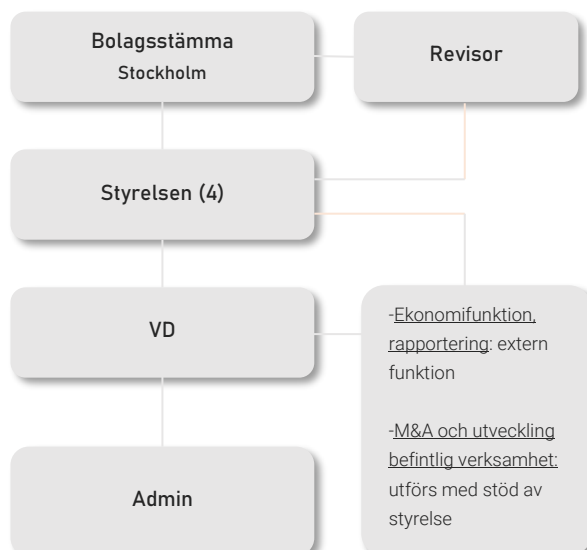 Bolagsstämma
Stockholm
Revisor
Styrelsen (4)
VD
-Ekonomifunktion,
rapportering: extern
funktion
-M&A och utveckling
befintlig verksamhet:
utförs med stöd av
styrelse
Admin